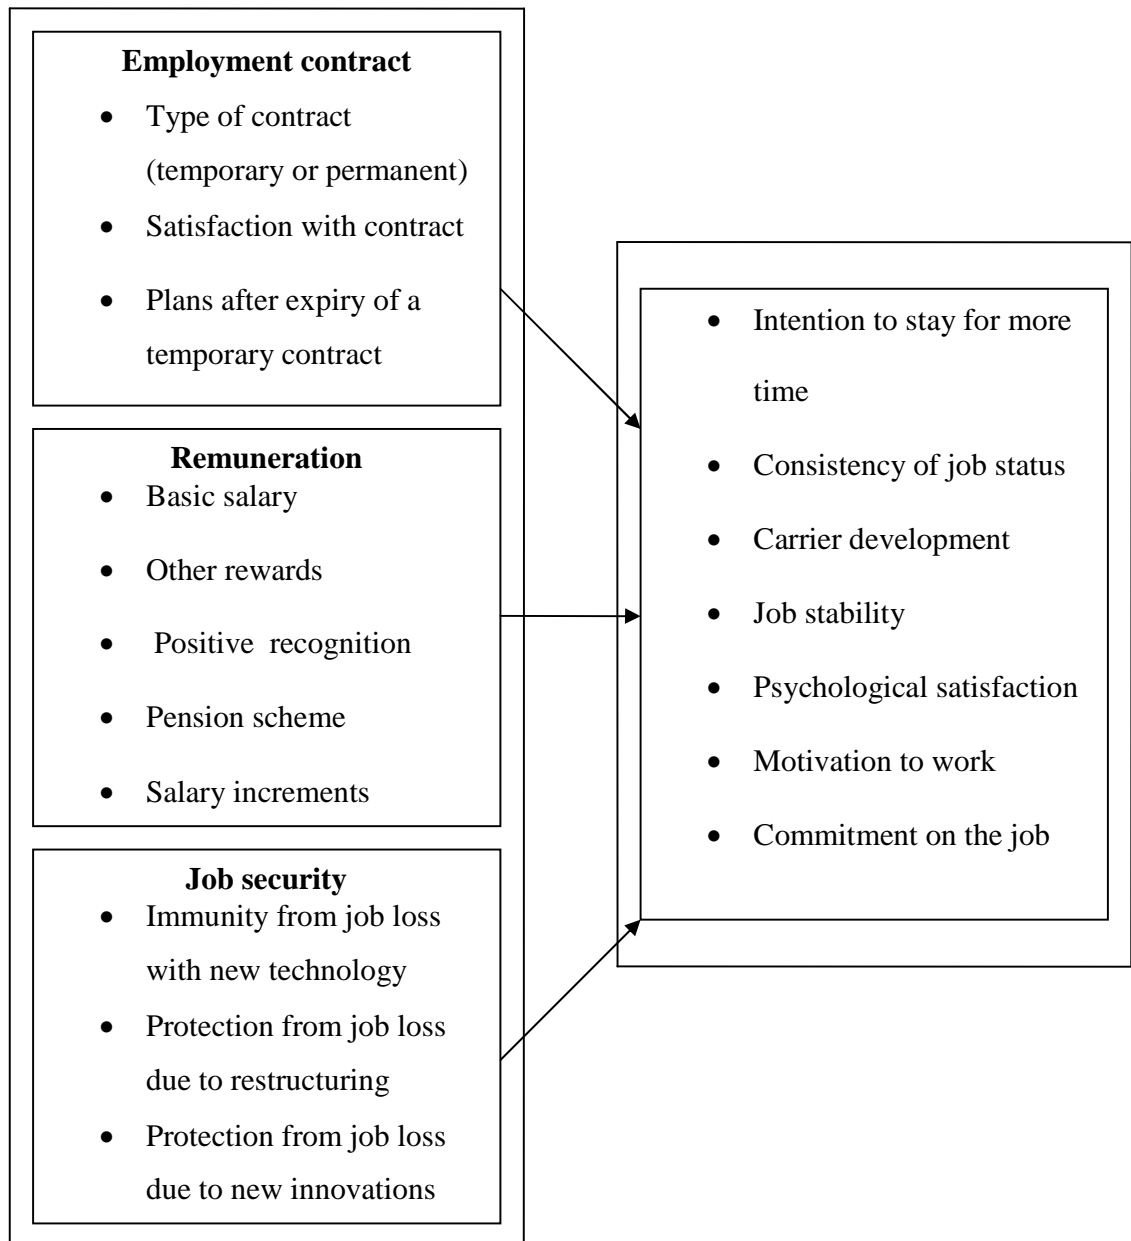 Employment contract
• Type of contract
(temporary or permanent)
• Satisfaction with contract
• Plans after expiry of a
temporary contract
Remuneration
• Basic salary
• Other rewards
• Positive recognition
• Pension scheme
• Salary increments
Job security
• Immunity from job loss
with new technology
• Protection from job loss
due to restructuring
• Protection from job loss
due to new innovations
• Intention to stay for more
time
• Consistency of job status
• Carrier development
• Job stability
• Psychological satisfaction
• Motivation to work
• Commitment on the job